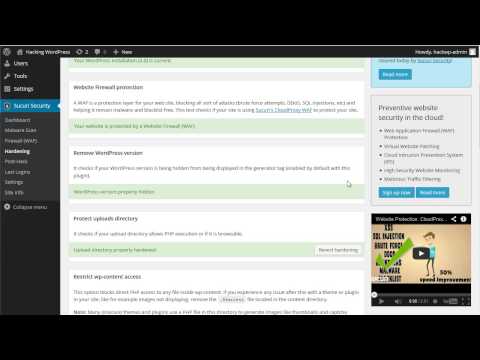 Hacking WordPress 2 0 + New
Howdy, hackwp-admin
Users
Tools
Settings
Sucuri Security
Dashboard
Malware Scan
Firewall (WAF)
Hardening
Post-Hack
Last Logins
Settings
Site Info
Collapse menu
Your WordPress installation is current
Website Firewall protection
A WAF is a protection layer for your web site, blocking all sort of attacks (brute force attempts, DDoS, SQL injections, etc) and
helping it remain malware and blacklist free. This test checks if your site is using Sucuri's CloudProxy WAF to protect your site.
Your website is protected by a Website Firewall (WAF)
Remove WordPress version
It checks if your WordPress version is being hidden from being displayed in the generator tag (enabled by default with this
plugin).
WordPress version properly hidden
Protect uploads directory
It checks if your upload directory allows PHP execution or if it is browsable.
Upload directory properly hardened
Revert hardening
Restrict wp-content access
This option blocks direct PHP access to any file inside wp-content. If you experience any issue after this with a theme or plugin in
your site, like for example images not displaying, remove the .htaccess file located in the content directory.
Note: Many
themes and plugins use a PHP file in this directory to generate images like thumbnails and captcha
cleared today by Sucuri Security!
Read more
Preventive website
security in the cloud!
Web Application Firewall (WAF)
Protection
Virtual Website Patching
Cloud Intrusion Prevention System
(IPS)
High Security Website Monitoring
Malicious Traffic Filtering
Sign up now Read more
Website Protection: CloudProx...
XSS
SQL INJECTION
BRUTE FORCE
DDOS
MALWARE
50%
speed improvement
0:00